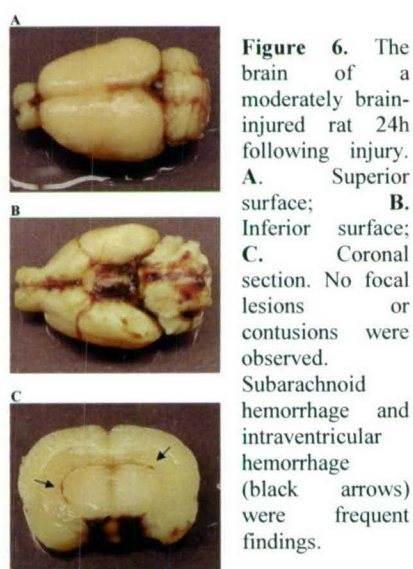 A
B
C
Figure 6. The
brain of a
moderately brain-
injured rat 24h
following injury.
A. Superior
surface; B.
Inferior surface;
C. Coronal
section. No focal
lesions or
contusions were
observed.
Subarachnoid
hemorrhage and
intraventricular
hemorrhage
(black arrows)
were frequent
findings.